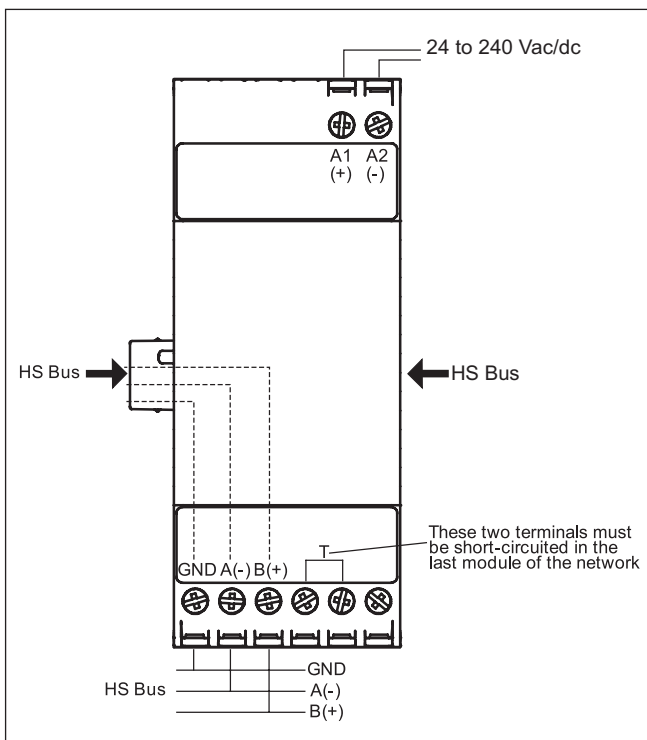 24 to 240 Vac/dc
A1 A2
(+) (-)
HS Bus
HS Bus
These two terminals must
be short-circuited in the
last module of the network
T
GND A(-) B(+)
GND
HS Bus
A(-)
B(+)